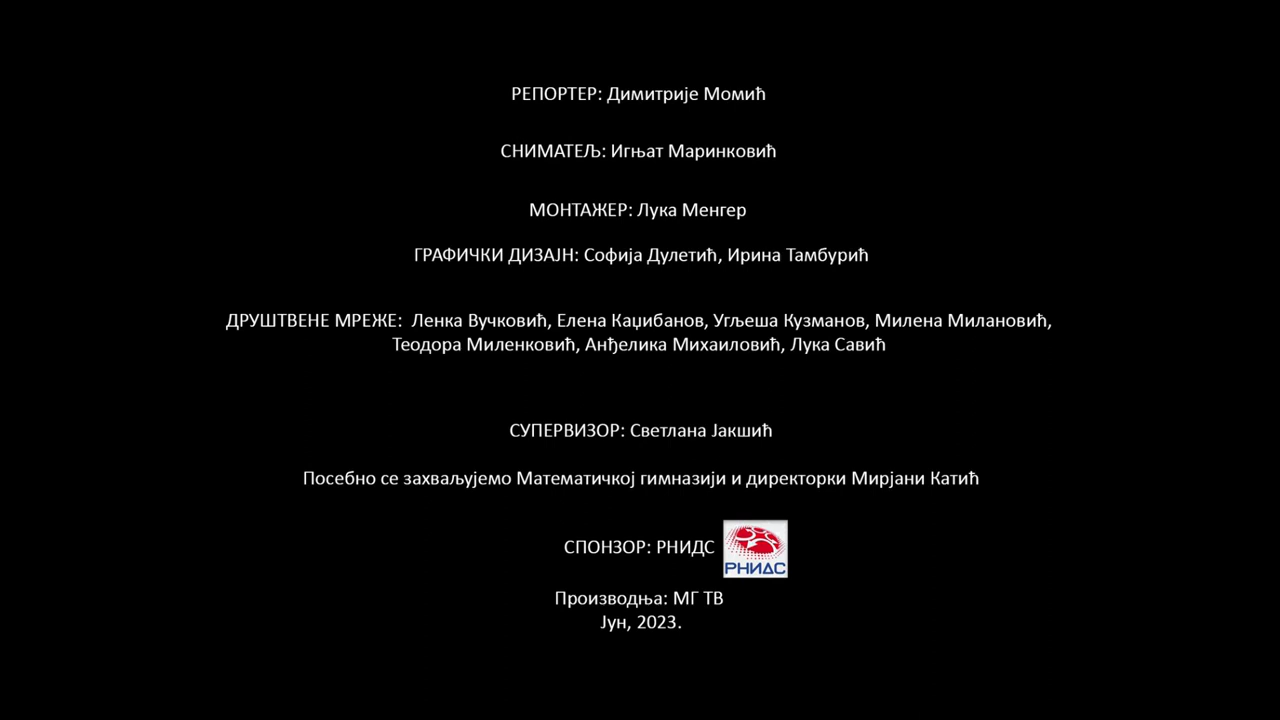 РЕПОРТЕР: Димитрије Момић
СНИМАТЕЉ: Игњат Маринковић
МОНТАЖЕР: Лука Менгер
ГРАФИЧКИ ДИЗАЈН: Софија Дулетић, Ирина Тамбурић
ДРУШТВЕНЕ МРЕЖЕ: Ленка Вучковић, Елена Каџибанов, Угљеша Кузманов, Милена Милановић,
Теодора Миленковић, Анђелика Михаиловић, Лука Савић
СУПЕРВИЗОР: Светлана Јакшић
Посебно се захваљујемо Математичкој гимназији и директорки Мирјани Катић
СПОНЗОР: РНИДС
РНИДС
Производња: МГ ТВ
Јун, 2023.